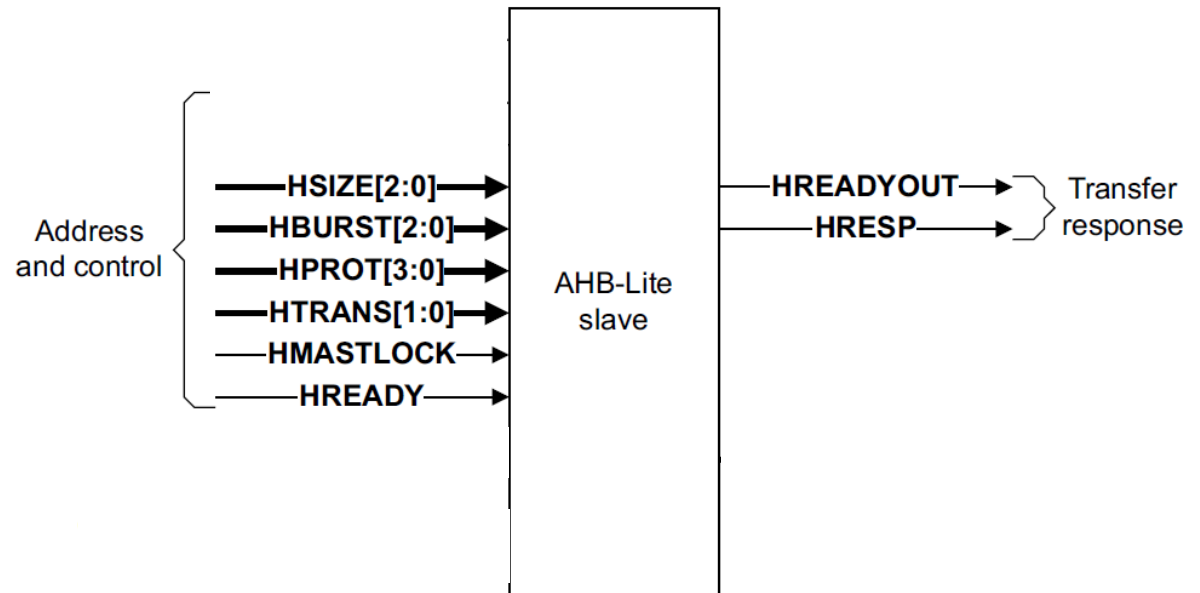 Address
and control
HSIZE[2:0]
HBURST[2:0]
HPROT[3:0]
HTRANS[1:0]
HMASTLOCK
HREADY
AHB-Lite
slave
HREADYOUT
HRESP
Transfer
response